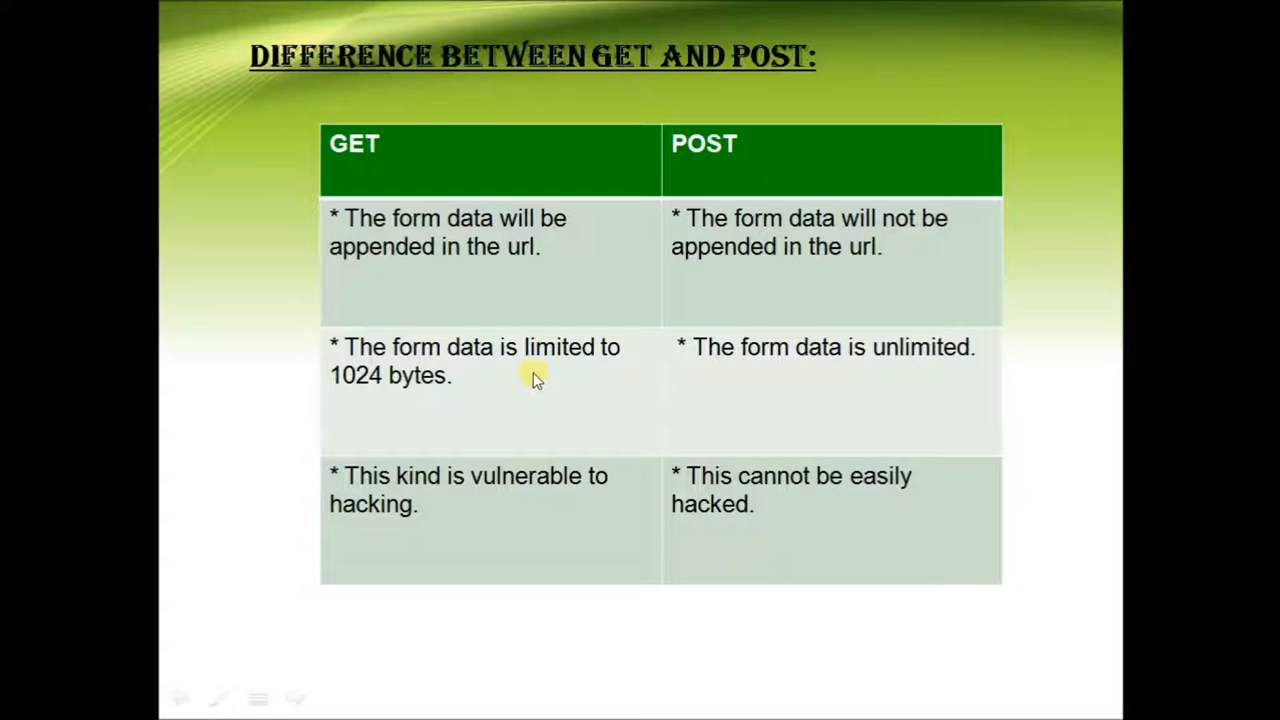 DIFFERENCE BETWEEN GET AND POST:
GET
POST
* The form data will be
appended in the url.
* The form data will not be
appended in the url.
* The form data is limited to
1024 bytes.
* The form data is unlimited.
* This kind is vulnerable to
hacking.
* This cannot be easily
hacked.